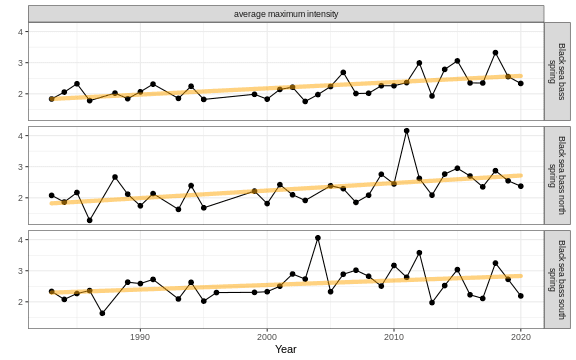 average maximum intensity
4
3
2
Black sea bass
spring
4
3
2
Black sea bass north
spring
4
3
2
Black sea bass south
spring
1990
2000
2010
2020
Year